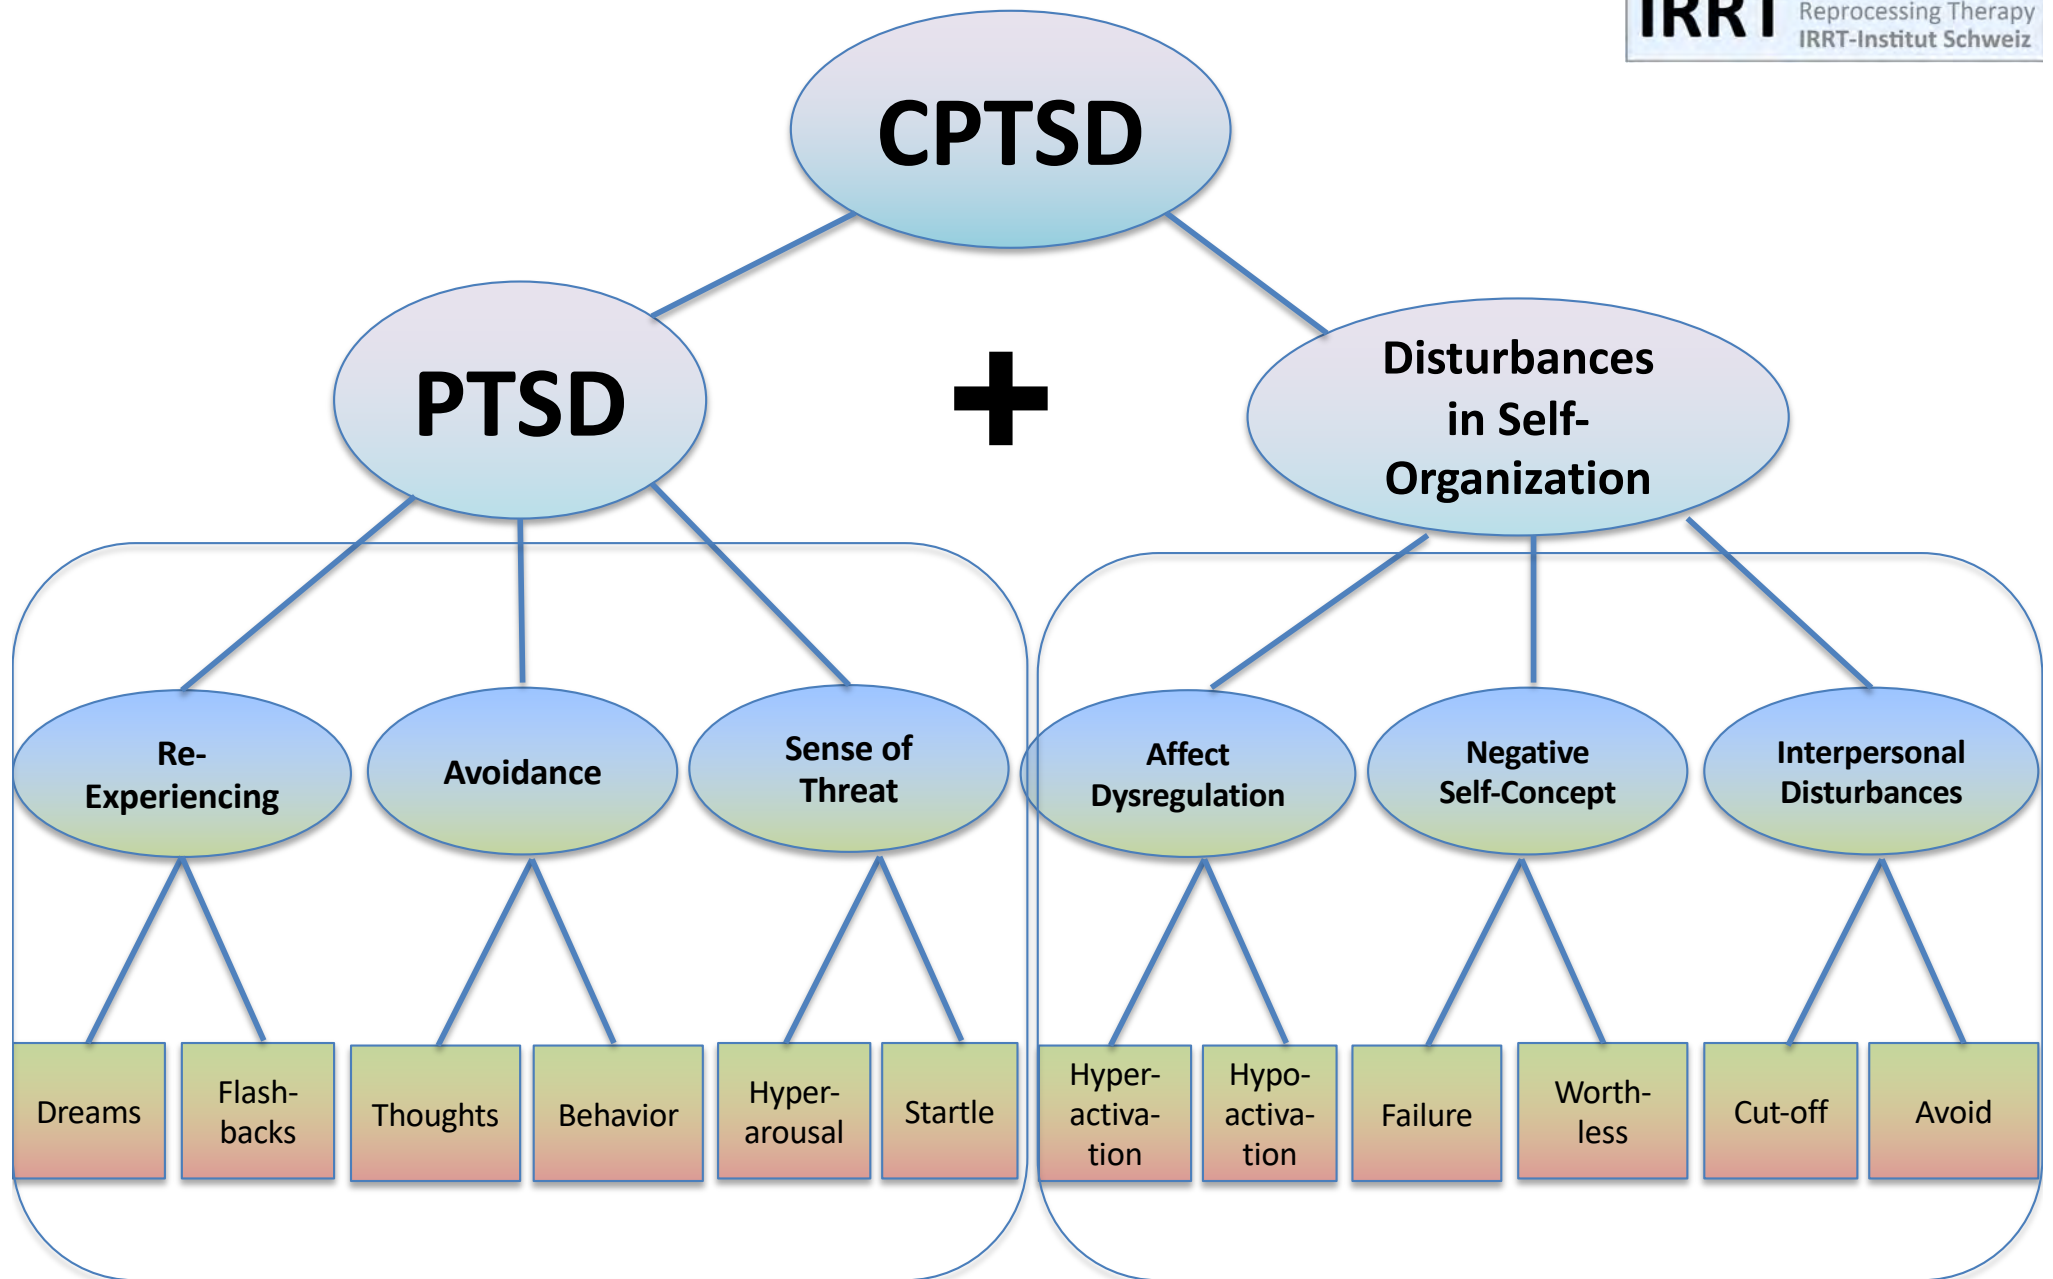 IRRT
Reprocessing Therapy
IRRT-Institut Schweiz
CPTSD
PTSD
+
Disturbances
in Self-
Organization
Re-
Experiencing
Avoidance
Sense of
Threat
Affect
Dysregulation
Negative
Self-Concept
Interpersonal
Disturbances
Dreams
Flash-
backs
Thoughts
Behavior
Hyper-
arousal
Startle
Hyper-
activa-
tion
Hypo-
activa-
tion
Failure
Worth-
less
Cut-off
Avoid